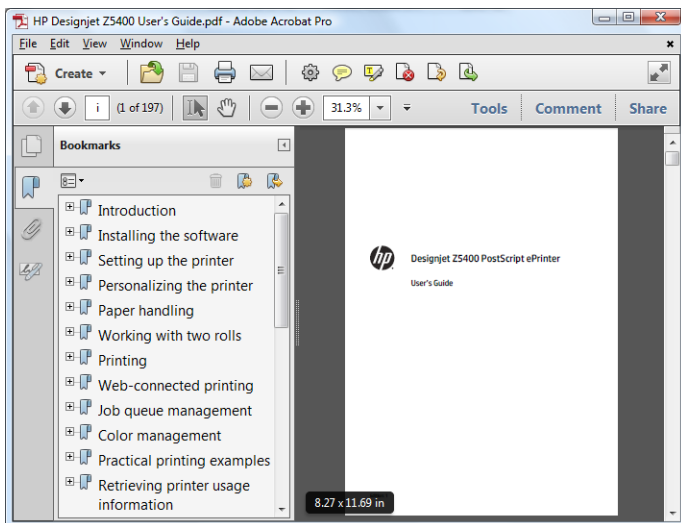 HP Designjet Z5400 User's Guide.pdf - Adobe Acrobat Pro
File Edit View Window Help
Create
i (1 of 197) 31.3% Tools Comment Share
Bookmarks
Introduction
Installing the software
Setting up the printer
Personalizing the printer
Paper handling
Working with two rolls
Printing
Web-connected printing
Job queue management
Color management
Practical printing examples
Retrieving printer usage
information
hp
Designjet Z5400 PostScript ePrinter
User's Guide
8.27 x 11.69 in